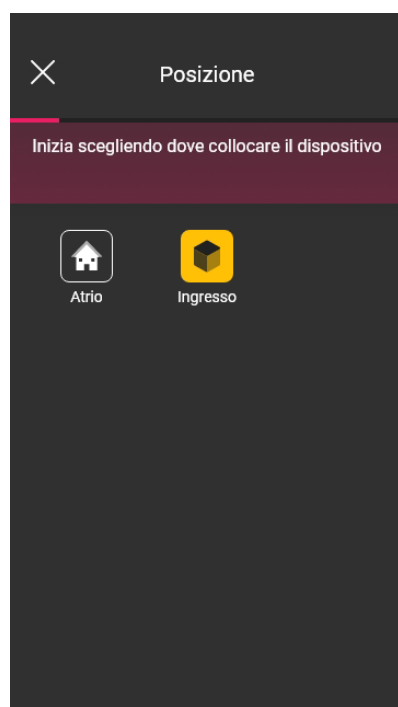 Posizione
Inizia scegliendo dove collocare il dispositivo
Atrio
Ingresso